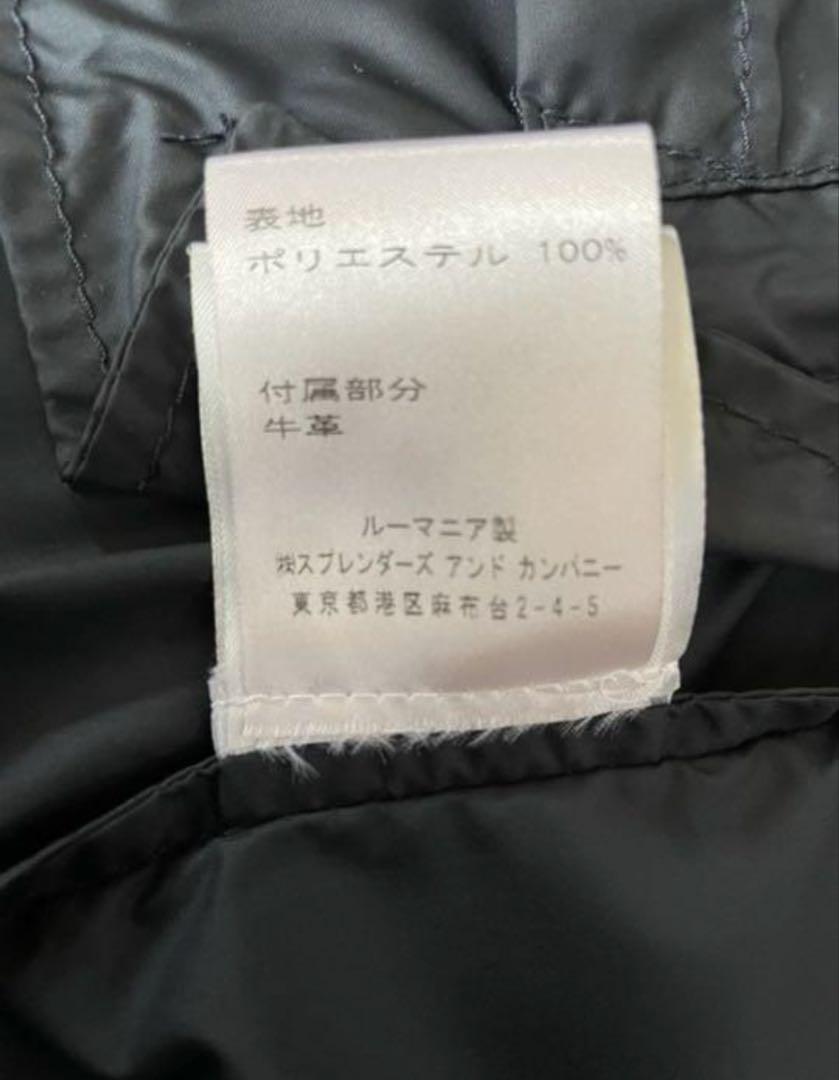 表地
ポリエステル 100%
付属部分
牛革
ルーマニア製
㈱スプレンダーズ アンド カンパニー
東京都港区麻布台2-4-5